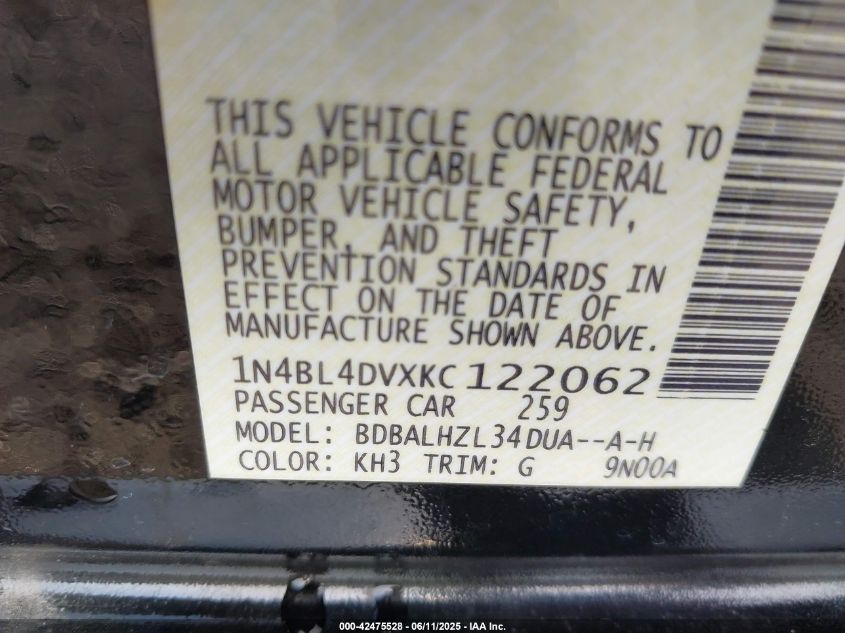 THIS VEHICLE CONFORMS TO
ALL APPLICABLE FEDERAL
MOTOR VEHICLE SAFETY,
BUMPER, AND THEFT
PREVENTION STANDARDS IN
EFFECT ON THE DATE OF
MANUFACTURE SHOWN ABOVE.
1N4BL4DVXKC122062
PASSENGER CAR 259
MODEL: BDBALHZL34DUA--A-H
COLOR: KH3 TRIM: G 9N00A
000-42475528 - 06/11/2025 - IAA Inc.